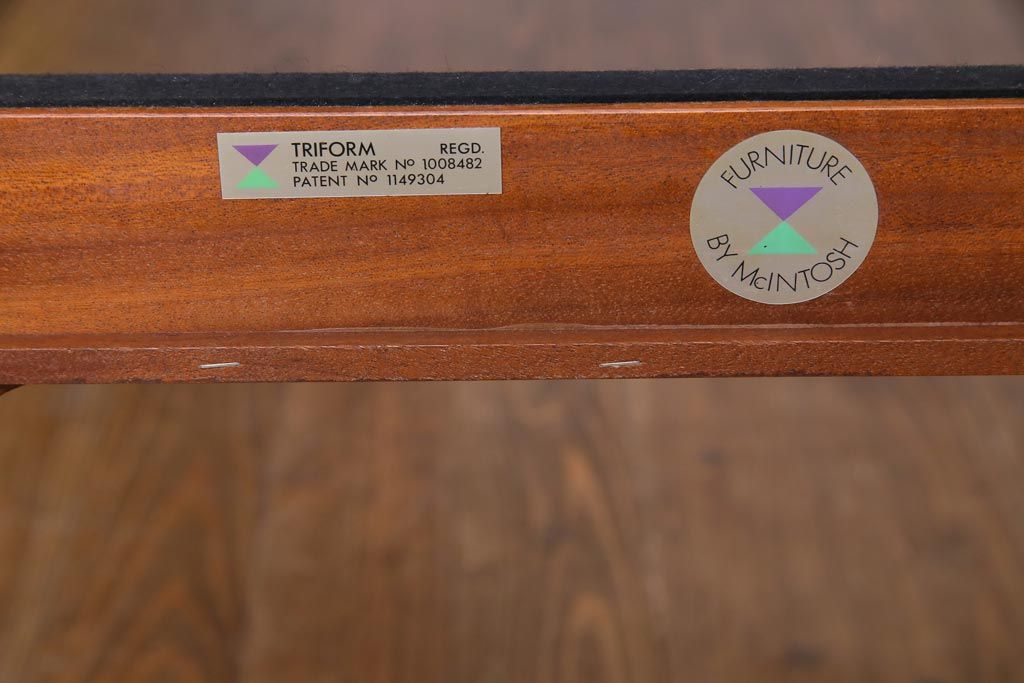 TRIFORM REGD.
TRADE MARK Nº 1008482
PATENT Nº 1149304
FURNITURE
BY McINTOSH